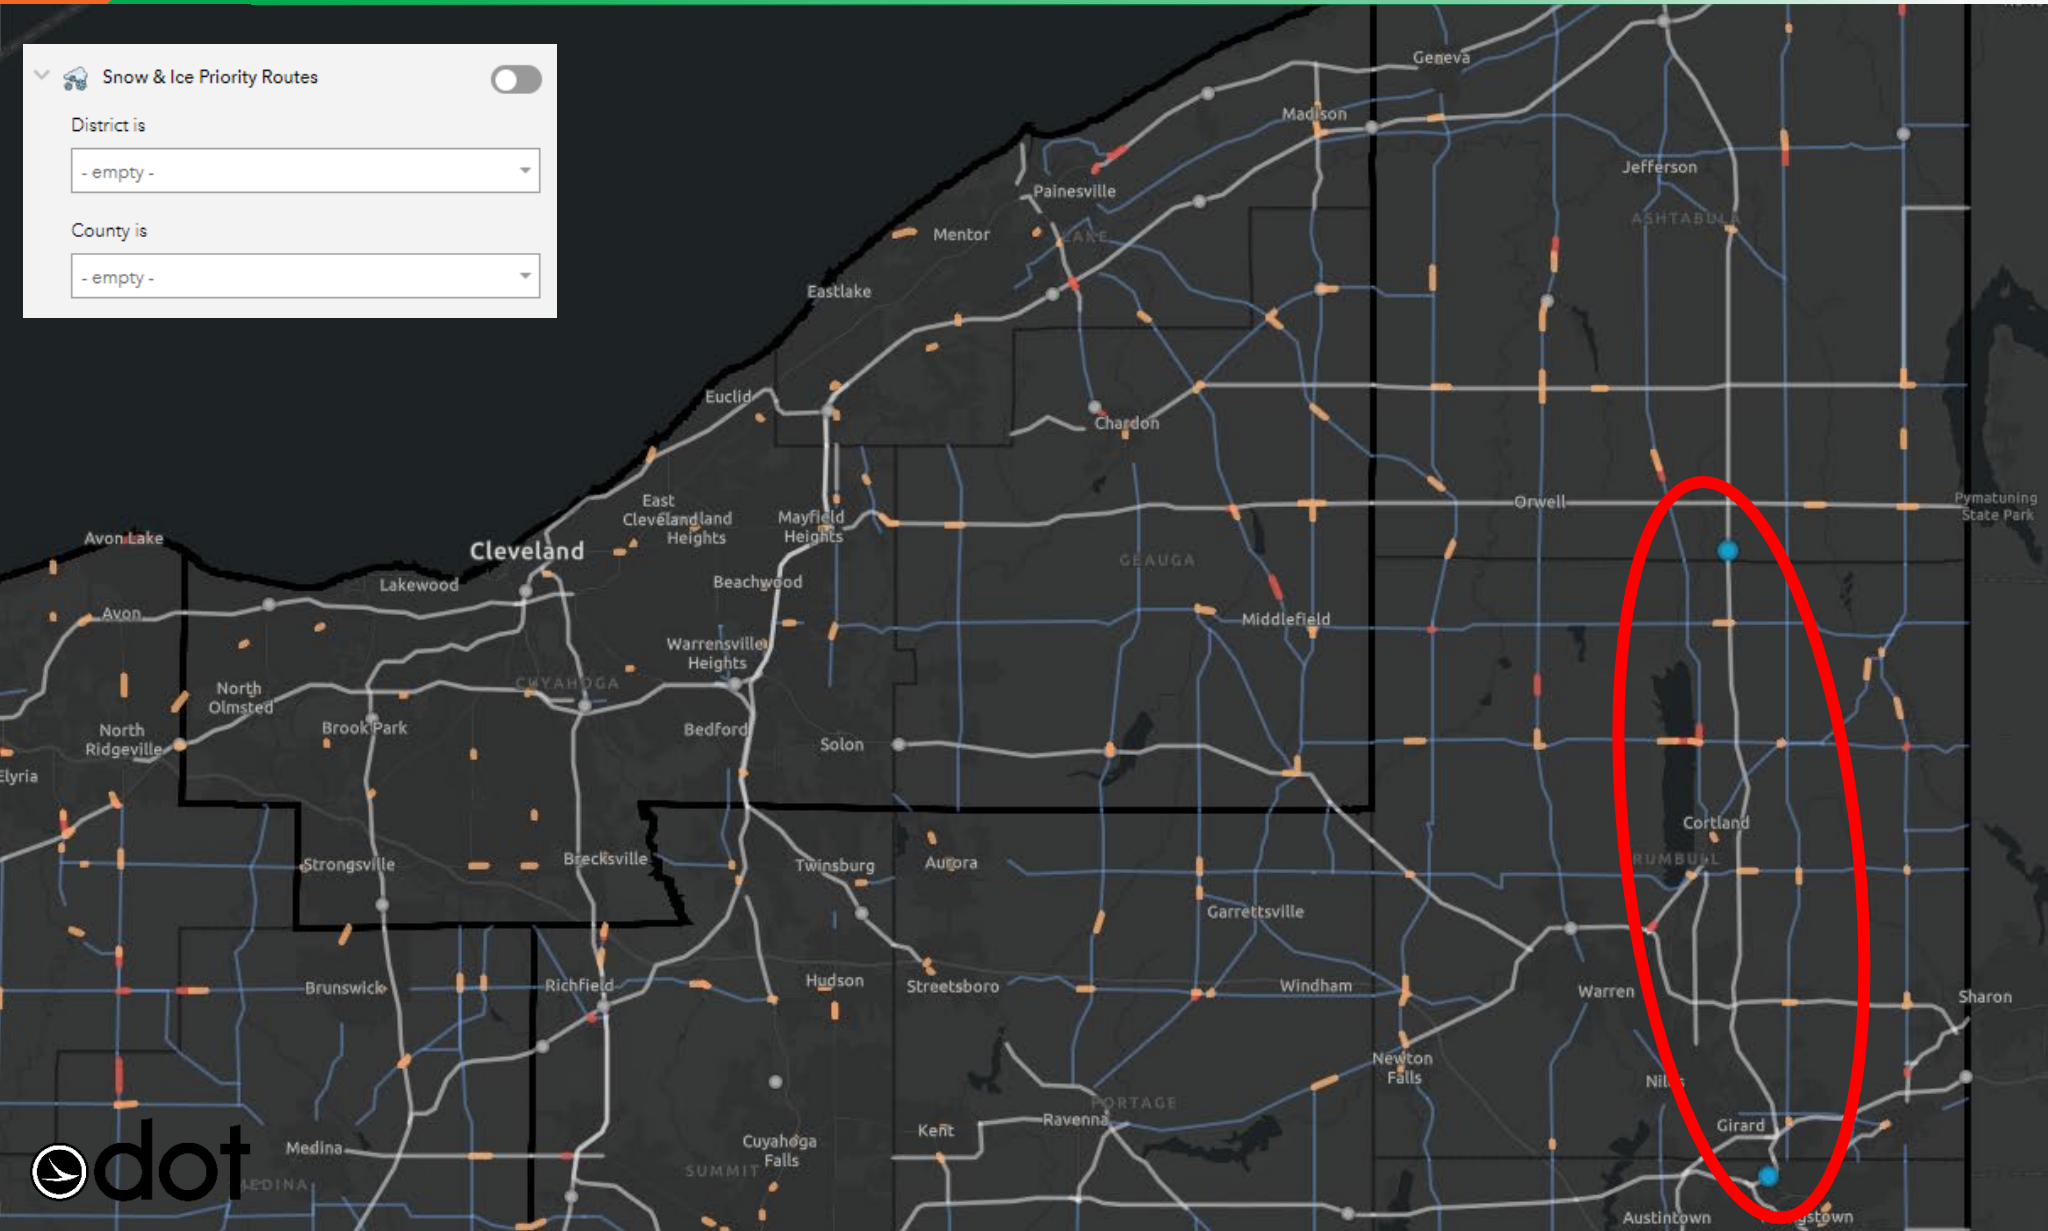 Snow & Ice Priority Routes
District is
- empty -
County is
- empty -
Geneva
Madison
Jefferson
Painesville
ASHTABULA
Mentor
LAKE
Eastlake
Euclid
Chardon
Orwell
Pymatuning
State Park
East
Cleveland
Heights
Mayfield
Heights
Avon Lake
Cleveland
GEAUGA
Lakewood
Beachwood
Avon
Middlefield
Warrensville
Heights
CUYAHOGA
North
Olmsted
Brook Park
Bedford
Solon
North
Ridgeville
Elyria
Cortland
RUMBULL
Strongsville
Brecksville
Twinsburg
Aurora
Garrettsville
Brunswick
Richfield
Hudson
Streetsboro
Windham
Warren
Sharon
Newton
Falls
Niles
PORTAGE
Ravenna
Kent
Girard
Medina
Cuyahoga
Falls
SUMMIT
MEDINA
dot
Austintown